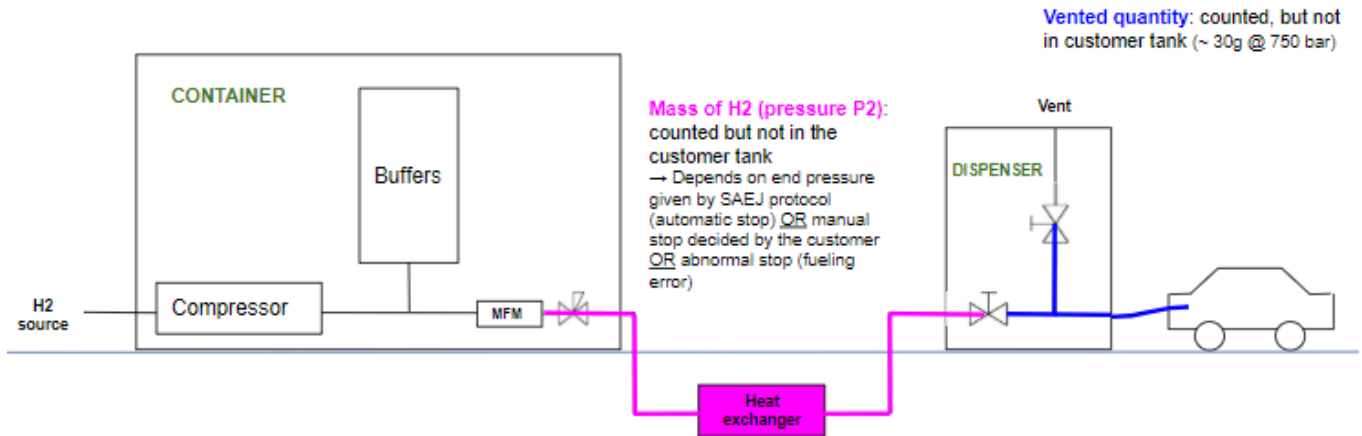 Vented quantity: counted, but not
in customer tank (~ 30g @ 750 bar)
CONTAINER
Buffers
Compressor
H2
source
MFM
Mass of H2 (pressure P2):
counted but not in the
customer tank
→ Depends on end pressure
given by SAEJ protocol
(automatic stop) OR manual
stop decided by the customer
OR abnormal stop (fueling
error)
Vent
DISPENSER
Heat
exchanger